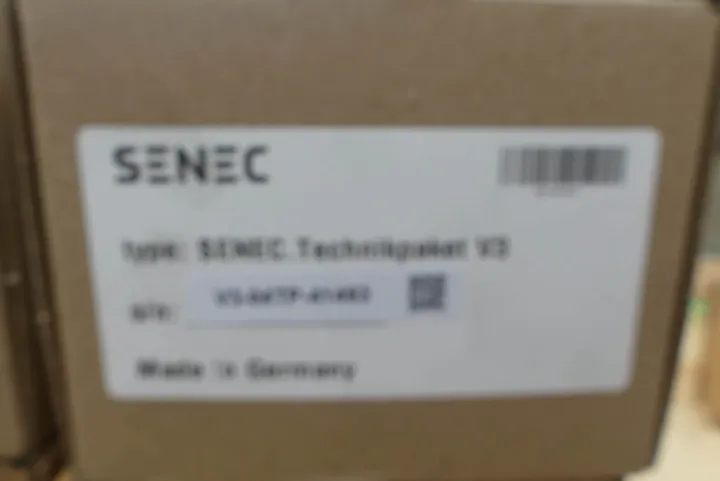 SENEC
type: SENEC.Technikpaket V3
s/n:
Made in Germany